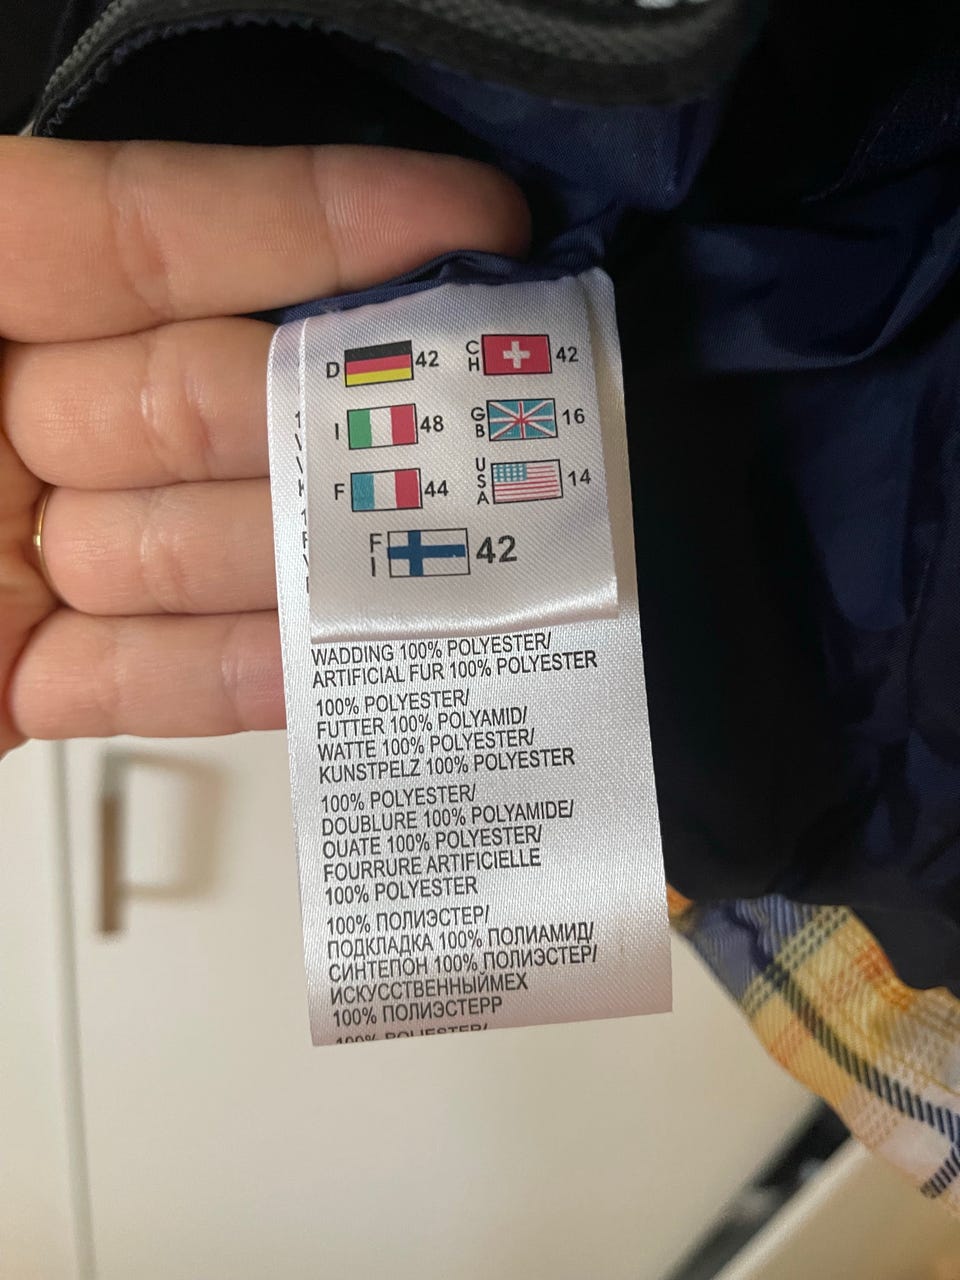 D 42 CH 42
I 48 GB 16
F 44 USA 14
FI 42
WADDING 100% POLYESTER/
ARTIFICIAL FUR 100% POLYESTER
100% POLYESTER/
FUTTER 100% POLYAMID/
WATTE 100% POLYESTER/
KUNSTPELZ 100% POLYESTER
100% POLYESTER/
DOUBLURE 100% POLYAMIDE/
OUATE 100% POLYESTER/
FOURRURE ARTIFICIELLE
100% POLYESTER
100% ПОЛИЭСТЕР/
ПОДКЛАДКА 100% ПОЛИАМИД/
СИНТЕПОН 100% ПОЛИЭСТЕР/
ИСКУССТВЕННЫЙМЕХ
100% ПОЛИЭСТЕРР
100% POLIESTER/